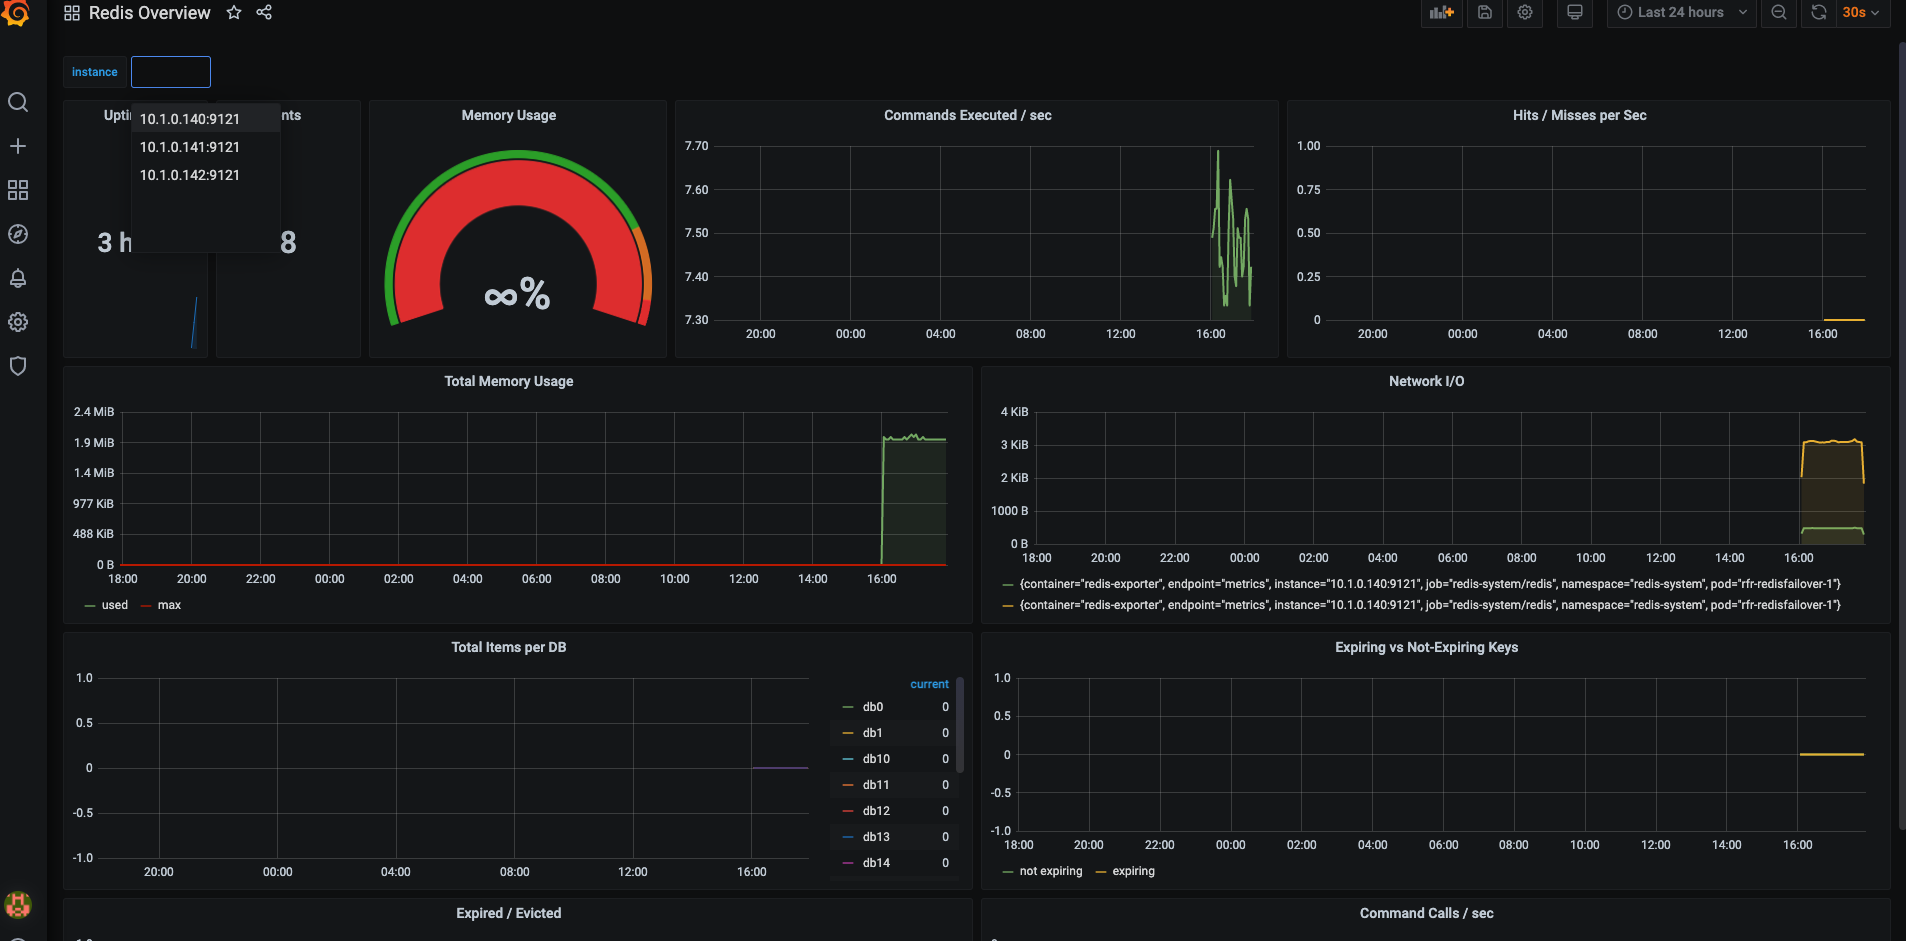 Redis Overview
Last 24 hours
30s
instance
10.1.0.140:9121
10.1.0.141:9121
10.1.0.142:9121
Upti
nts
3 h
8
Memory Usage
∞%
Commands Executed / sec
7.70
7.60
7.50
7.40
7.30
20:00 00:00 04:00 08:00 12:00 16:00
Hits / Misses per Sec
1.00
0.75
0.50
0.25
0
20:00 00:00 04:00 08:00 12:00 16:00
Total Memory Usage
2.4 MiB
1.9 MiB
1.4 MiB
977 KiB
488 KiB
0 B
18:00 20:00 22:00 00:00 02:00 04:00 06:00 08:00 10:00 12:00 14:00 16:00
used max
Network I/O
4 KiB
3 KiB
2 KiB
1000 B
0 B
18:00 20:00 22:00 00:00 02:00 04:00 06:00 08:00 10:00 12:00 14:00 16:00
{container="redis-exporter", endpoint="metrics", instance="10.1.0.140:9121", job="redis-system/redis", namespace="redis-system", pod="rfr-redisfailover-1"}
{container="redis-exporter", endpoint="metrics", instance="10.1.0.140:9121", job="redis-system/redis", namespace="redis-system", pod="rfr-redisfailover-1"}
Total Items per DB
1.0
0.5
0
-0.5
-1.0
20:00 00:00 04:00 08:00 12:00 16:00
current
db0 0
db1 0
db10 0
db11 0
db12 0
db13 0
db14 0
Expiring vs Not-Expiring Keys
1.0
0.5
0
-0.5
-1.0
18:00 20:00 22:00 00:00 02:00 04:00 06:00 08:00 10:00 12:00 14:00 16:00
not expiring expiring
Expired / Evicted
Command Calls / sec